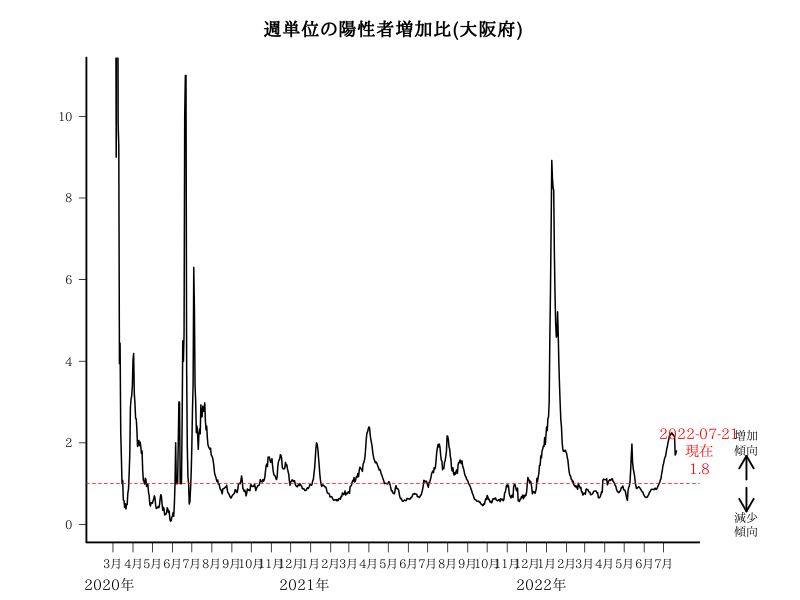 週単位の陽性者増加比(大阪府)
10
8
6
4
2
0
2022-07-21
現在
1.8
増加
傾向
減少
傾向
3月 4月 5月 6月 7月 8月 9月 10月 11月 12月 1月 2月 3月 4月 5月 6月 7月 8月 9月 10月 11月 12月 1月 2月 3月 4月 5月 6月 7月
2020年 2021年 2022年